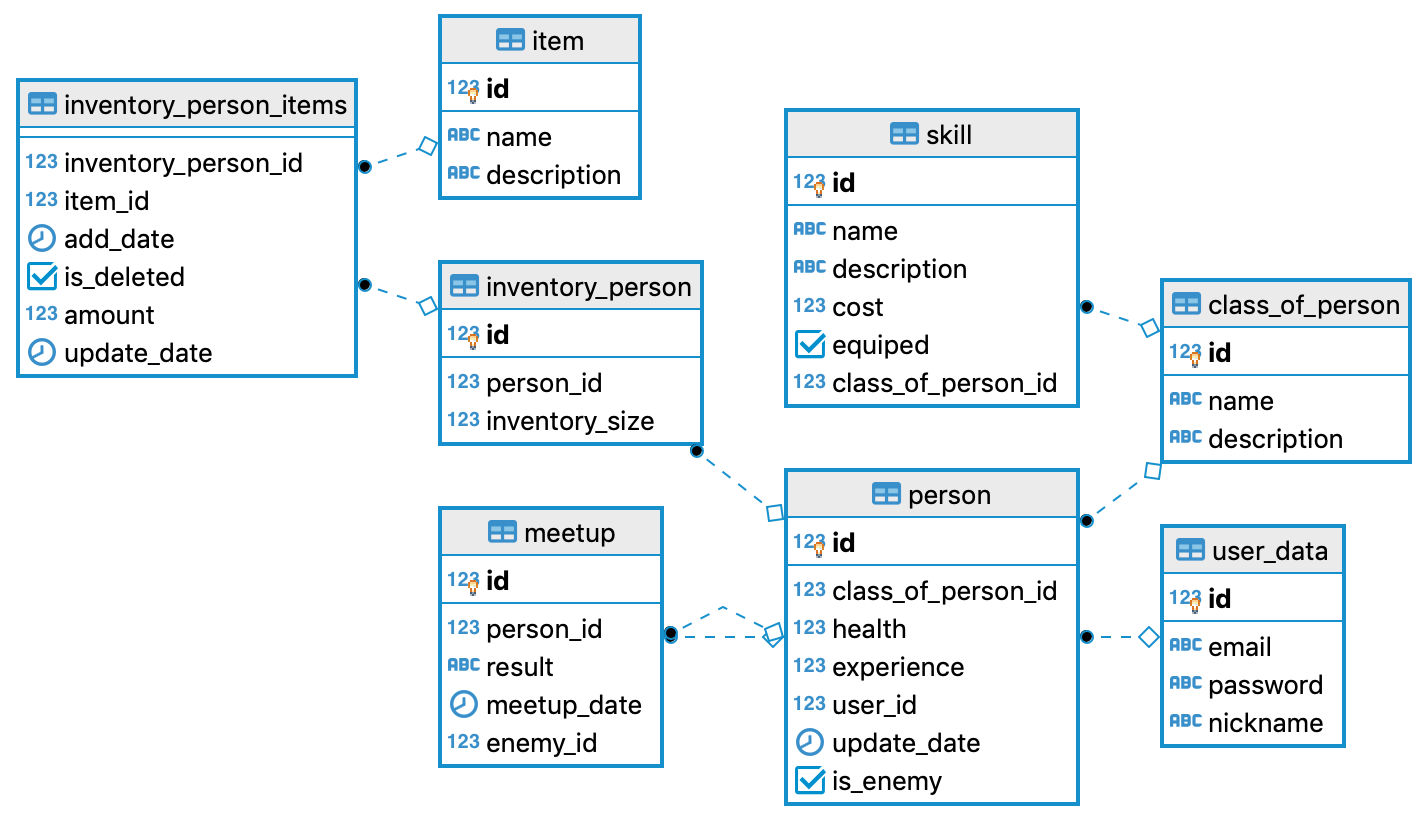 item
123 id
ABC name
ABC description
inventory_person_items
123 inventory_person_id
123 item_id
add_date
is_deleted
123 amount
update_date
inventory_person
123 id
123 person_id
123 inventory_size
meetup
123 id
123 person_id
ABC result
meetup_date
123 enemy_id
skill
123 id
ABC name
ABC description
123 cost
equiped
123 class_of_person_id
person
123 id
123 class_of_person_id
123 health
123 experience
123 user_id
update_date
is_enemy
class_of_person
123 id
ABC name
ABC description
user_data
123 id
ABC email
ABC password
ABC nickname